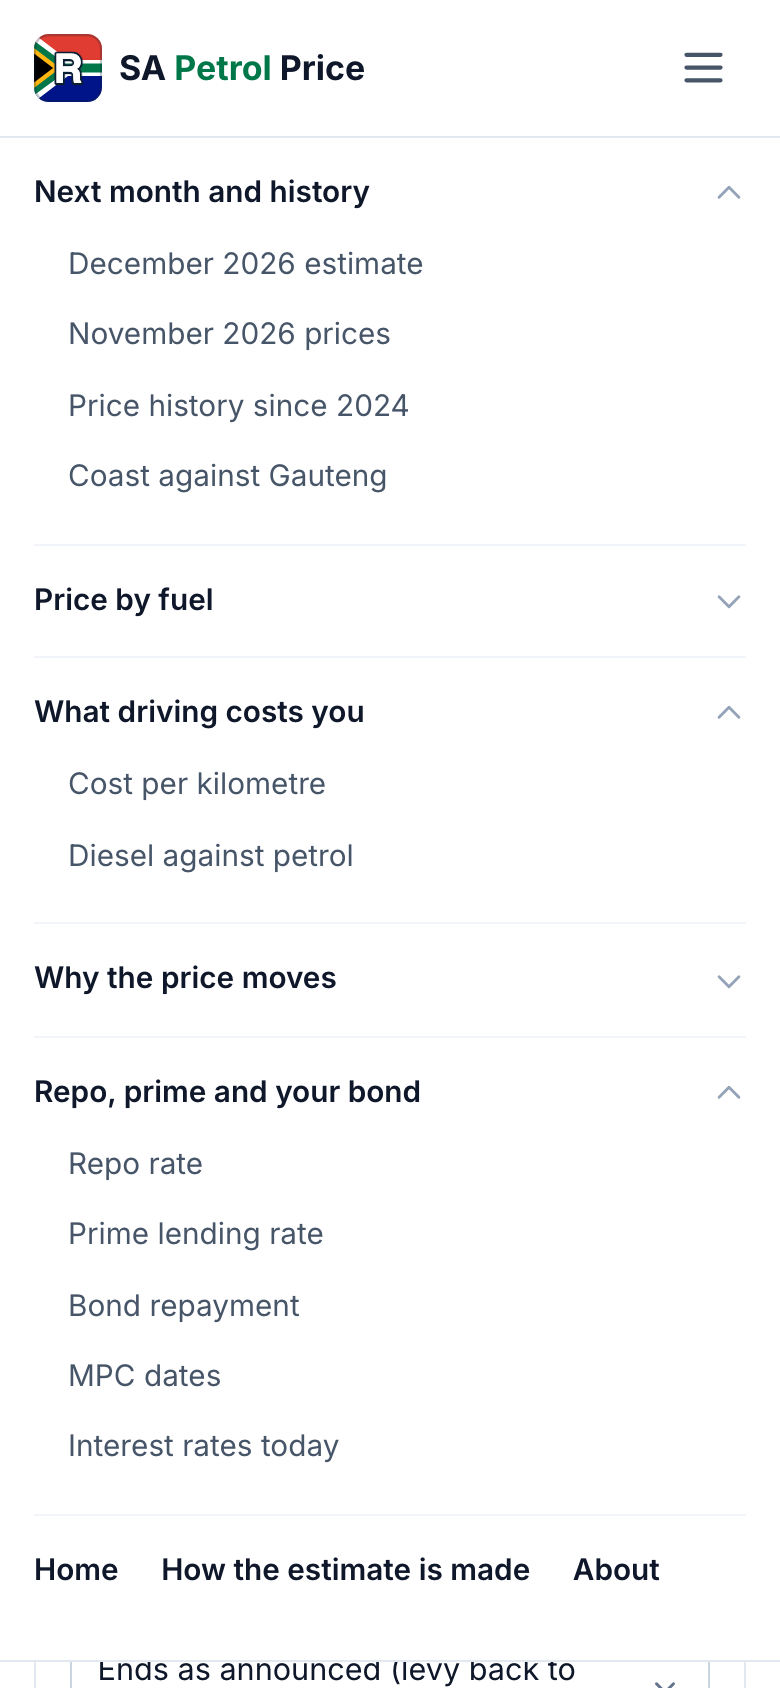 R
SA Petrol Price
Next month and history
December 2026 estimate
November 2026 prices
Price history since 2024
Coast against Gauteng
Price by fuel
What driving costs you
Cost per kilometre
Diesel against petrol
Why the price moves
Repo, prime and your bond
Repo rate
Prime lending rate
Bond repayment
MPC dates
Interest rates today
Home How the estimate is made About
Ends as announced (levy back to